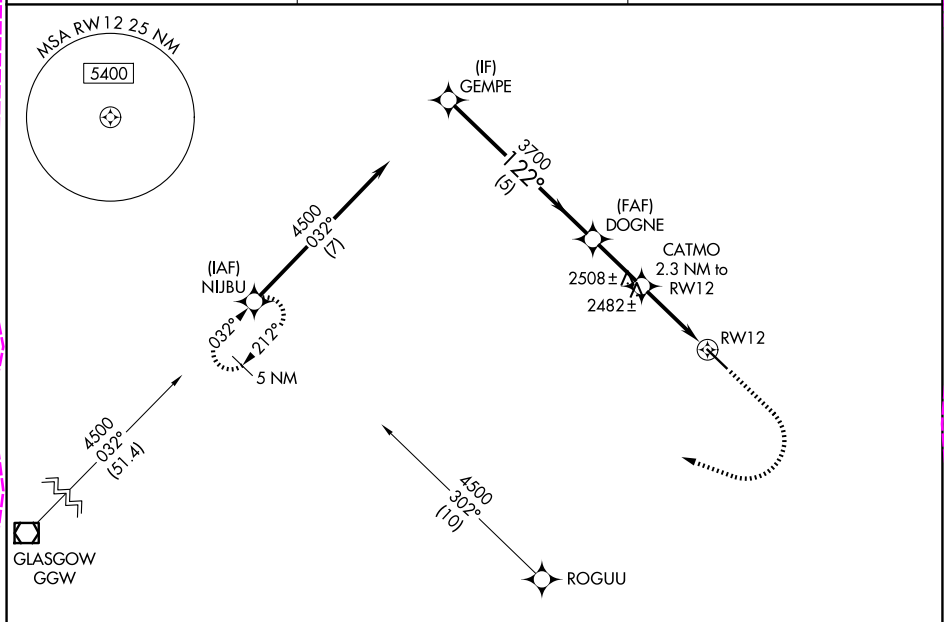 MSA RW12 25 NM
5400
(IF)
GEMPE
3700
122°
(5)
(FAF)
DOGNE
CATMO
2.3 NM to
RW12
2508±
2482±
RW12
4500
032°
(7)
(IAF)
NIJBU
032°
212°
5 NM
4500
032°
(51.4)
GLASGOW
GGW
4500
302°
(10)
ROGUU